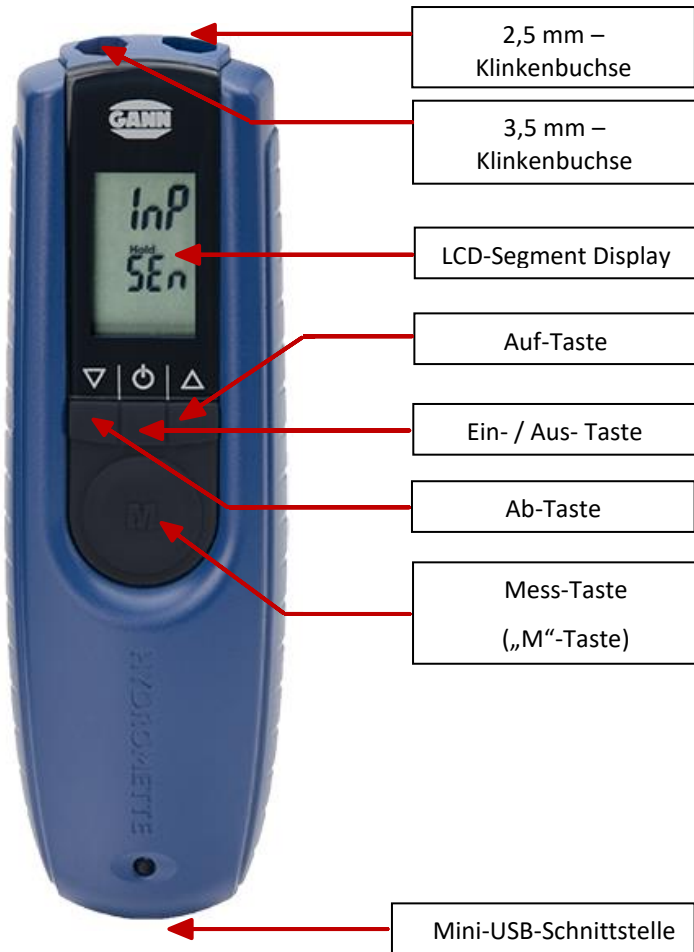 2,5 mm –
Klinkenbuchse
3,5 mm –
Klinkenbuchse
GANN
InP
Hold
SEn
LCD-Segment Display
Auf-Taste
Ein- / Aus- Taste
Ab-Taste
M
Mess-Taste
(„M“-Taste)
HYDROMETTE
Mini-USB-Schnittstelle